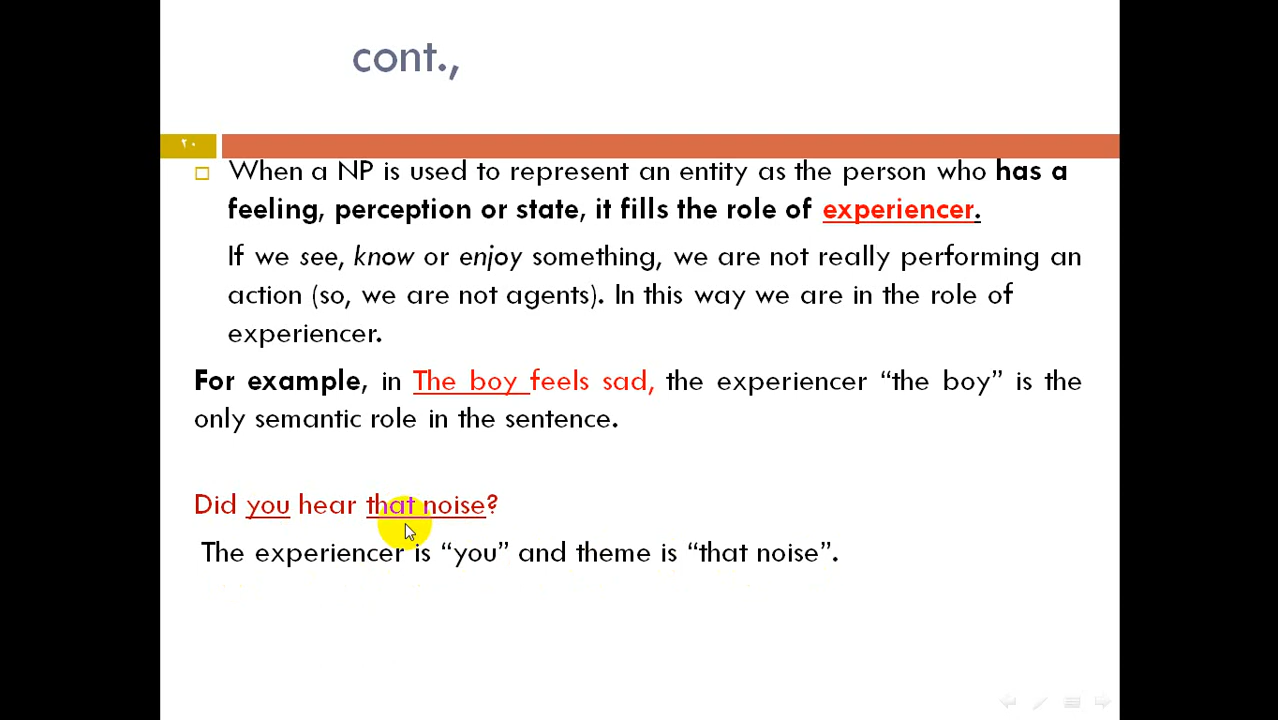 cont.,
٢٠
When a NP is used to represent an entity as the person who has a
feeling, perception or state, it fills the role of experiencer.
If we see, know or enjoy something, we are not really performing an
action (so, we are not agents). In this way we are in the role of
experiencer.
For example, in The boy feels sad, the experiencer “the boy” is the
only semantic role in the sentence.
Did you hear that noise?
The experiencer is “you” and theme is “that noise”.